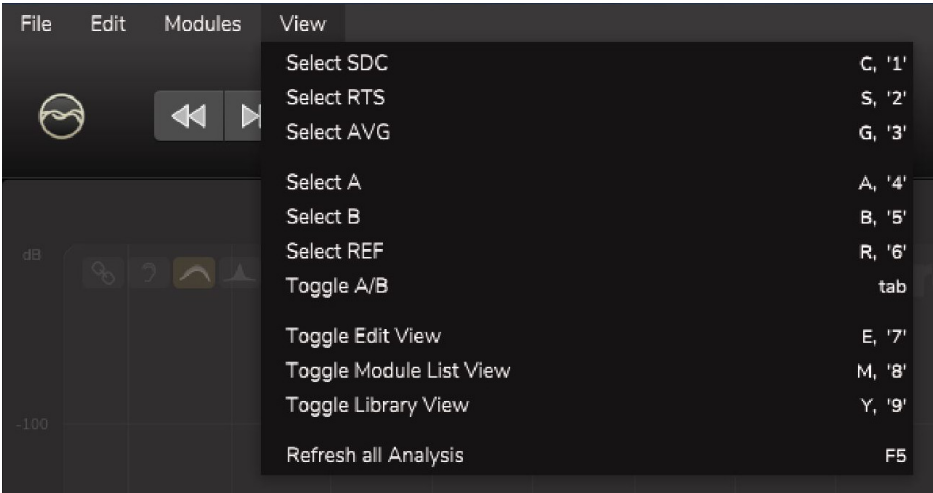 File Edit Modules View
Select SDC C, '1'
Select RTS S, '2'
Select AVG G, '3'
Select A A, '4'
Select B B, '5'
dB
Select REF R, '6'
Toggle A/B tab
Toggle Edit View E, '7'
Toggle Module List View M, '8'
Toggle Library View Y, '9'
-100
Refresh all Analysis F5